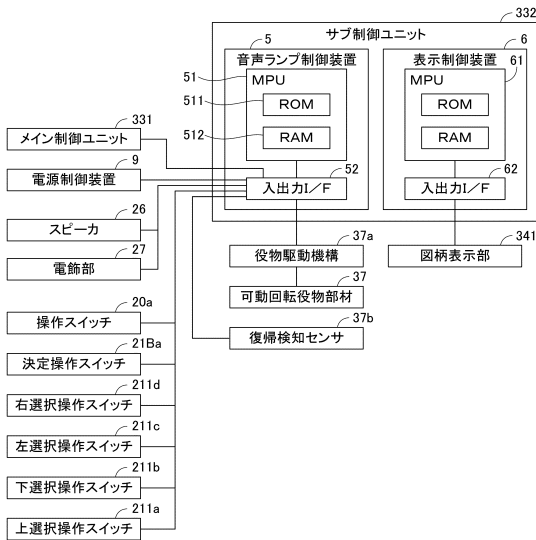 332
サブ制御ユニット
5
音声ランプ制御装置
51
MPU
511
ROM
512
RAM
52
入出力I/F
6
表示制御装置
61
MPU
ROM
RAM
62
入出力I/F
331
メイン制御ユニット
9
電源制御装置
26
スピーカ
27
電飾部
20a
操作スイッチ
21Ba
決定操作スイッチ
211d
右選択操作スイッチ
211c
左選択操作スイッチ
211b
下選択操作スイッチ
211a
上選択操作スイッチ
37a
役物駆動機構
37
可動回転役物部材
37b
復帰検知センサ
341
図柄表示部